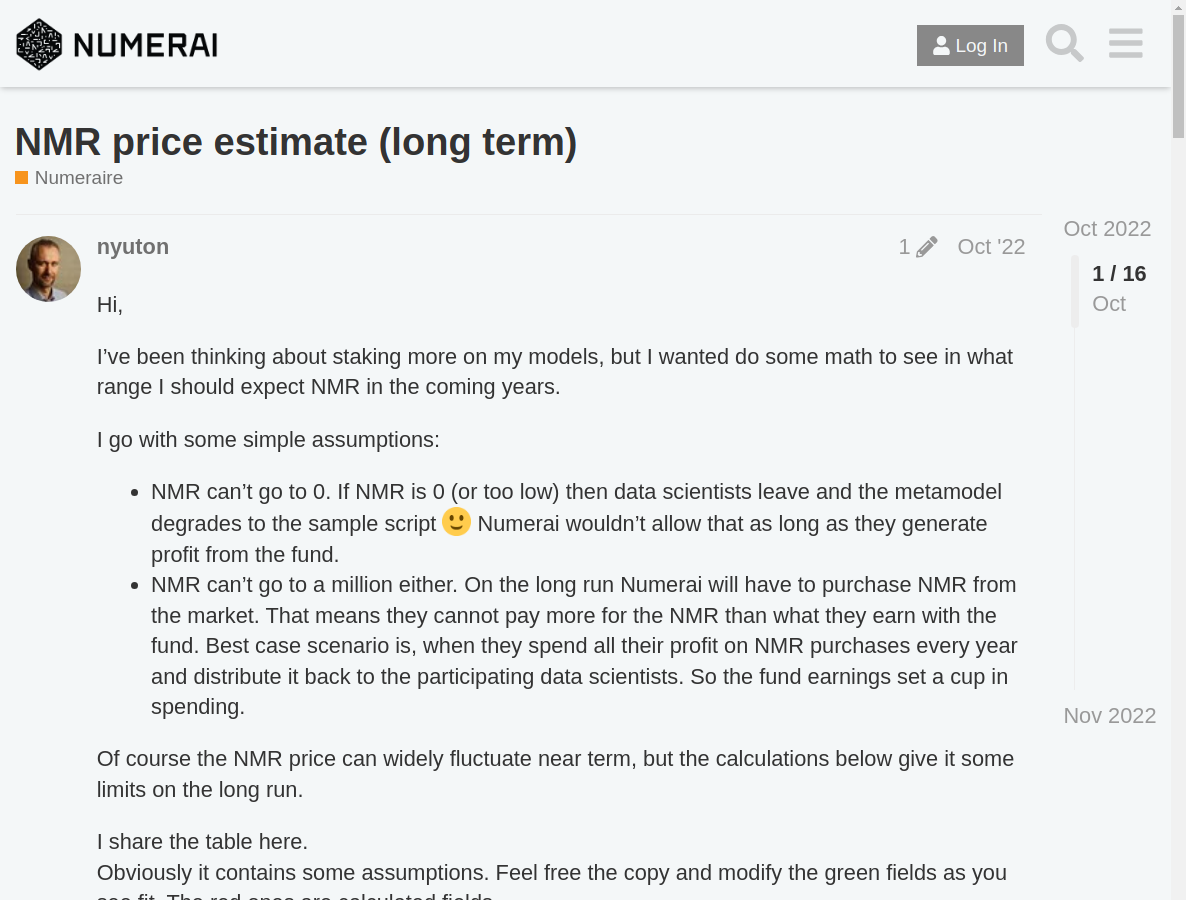 NUMERAI
Log In
NMR price estimate (long term)
Numeraire
Oct 2022
nyuton
1
Oct '22
1 / 16
Oct
Hi,
I’ve been thinking about staking more on my models, but I wanted do some math to see in what
range I should expect NMR in the coming years.
I go with some simple assumptions:
NMR can’t go to 0. If NMR is 0 (or too low) then data scientists leave and the metamodel
degrades to the sample script Numerai wouldn’t allow that as long as they generate
profit from the fund.
NMR can’t go to a million either. On the long run Numerai will have to purchase NMR from
the market. That means they cannot pay more for the NMR than what they earn with the
fund. Best case scenario is, when they spend all their profit on NMR purchases every year
and distribute it back to the participating data scientists. So the fund earnings set a cup in
spending.
Nov 2022
Of course the NMR price can widely fluctuate near term, but the calculations below give it some
limits on the long run.
I share the table here.
Obviously it contains some assumptions. Feel free the copy and modify the green fields as you
see fit. The red ones are calculated fields.